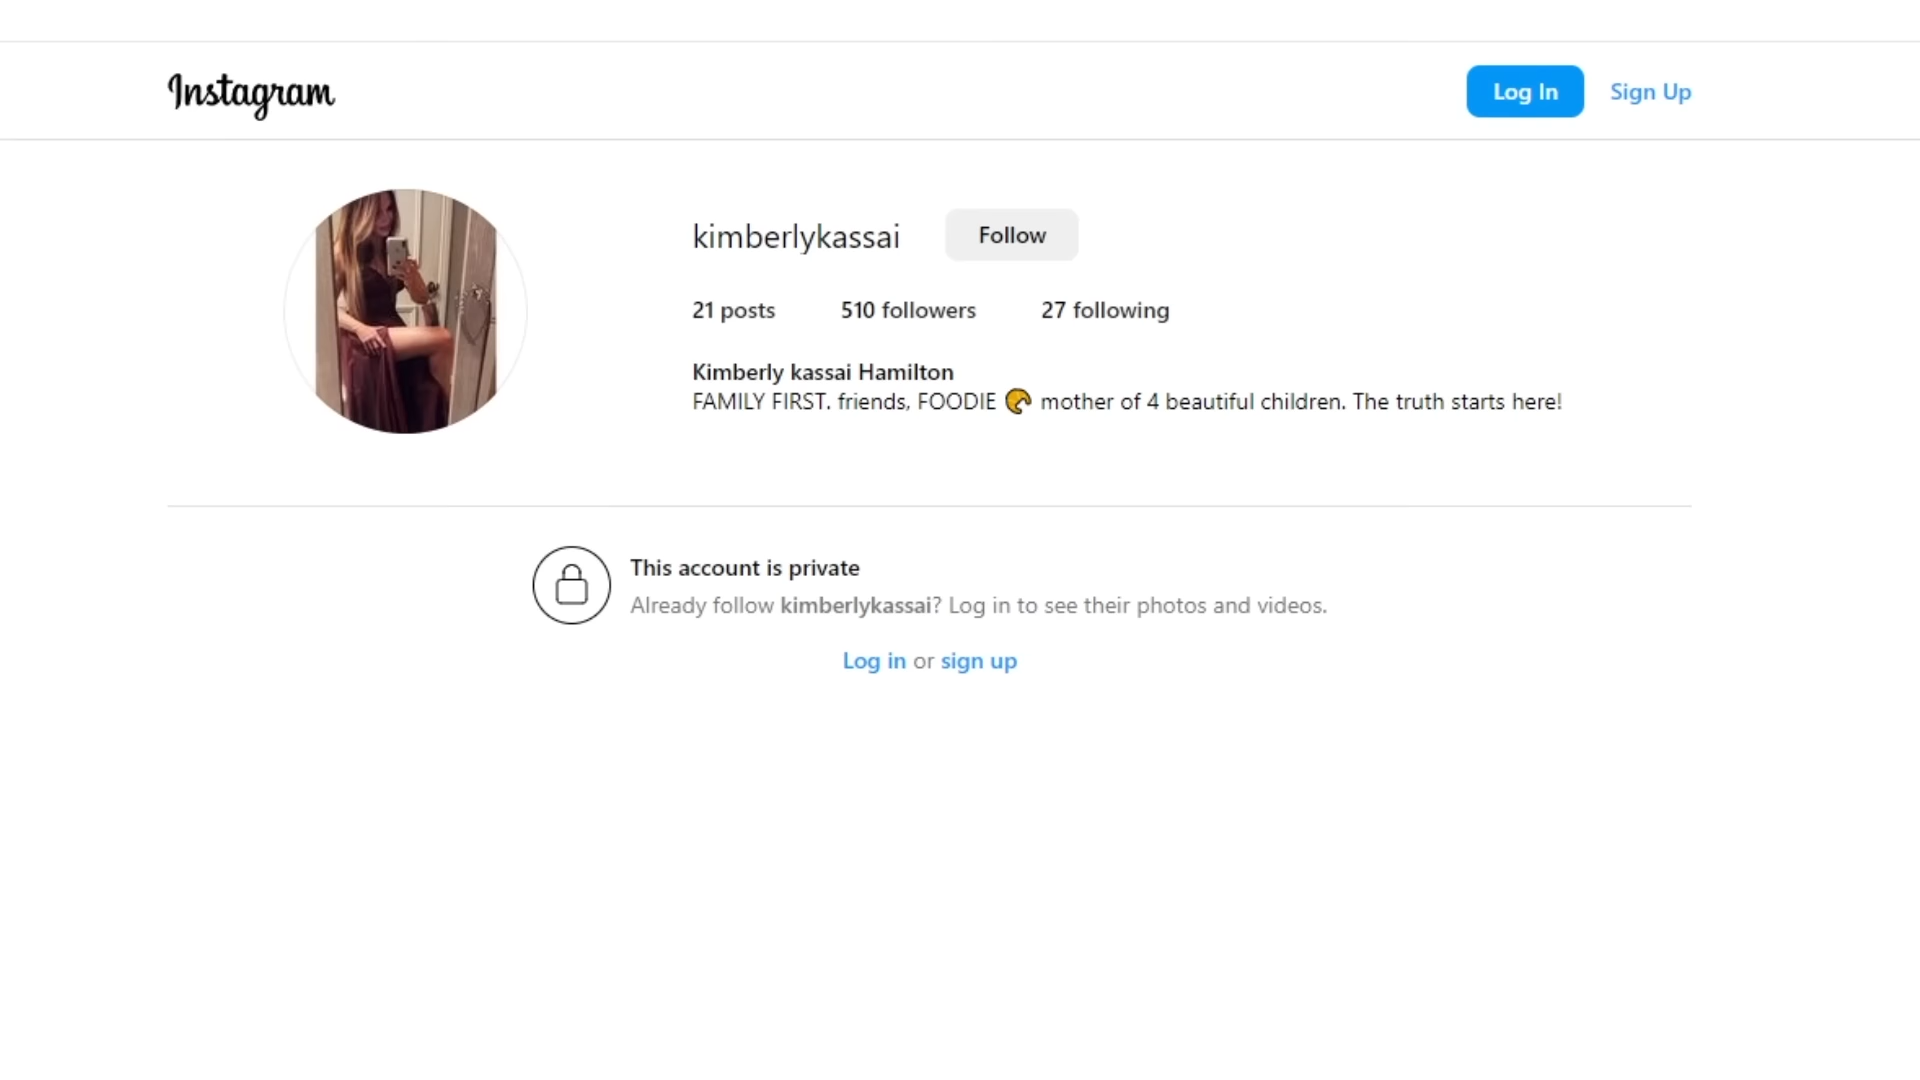 Instagram
Log In
Sign Up
kimberlykassai
Follow
21 posts
510 followers
27 following
Kimberly kassai Hamilton
FAMILY FIRST. friends, FOODIE 🥠 mother of 4 beautiful children. The truth starts here!
This account is private
Already follow kimberlykassai? Log in to see their photos and videos.
Log in or sign up